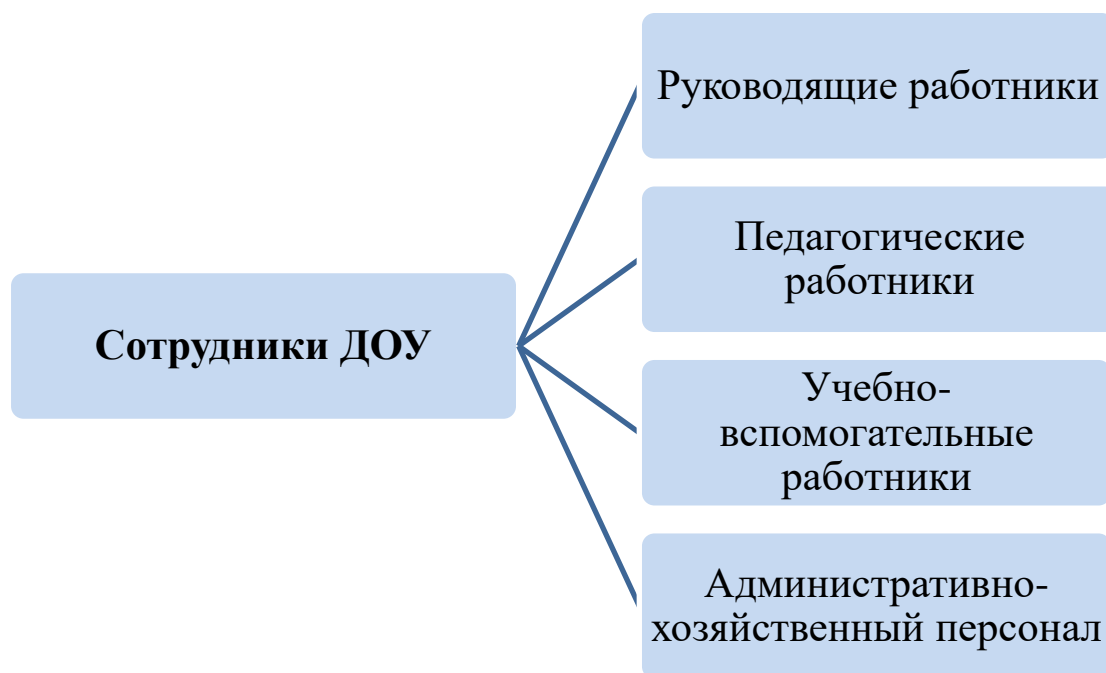 Руководящие работники
Педагогические
работники
Сотрудники ДОУ
Учебно-
вспомогательные
работники
Административно-
хозяйственный персонал